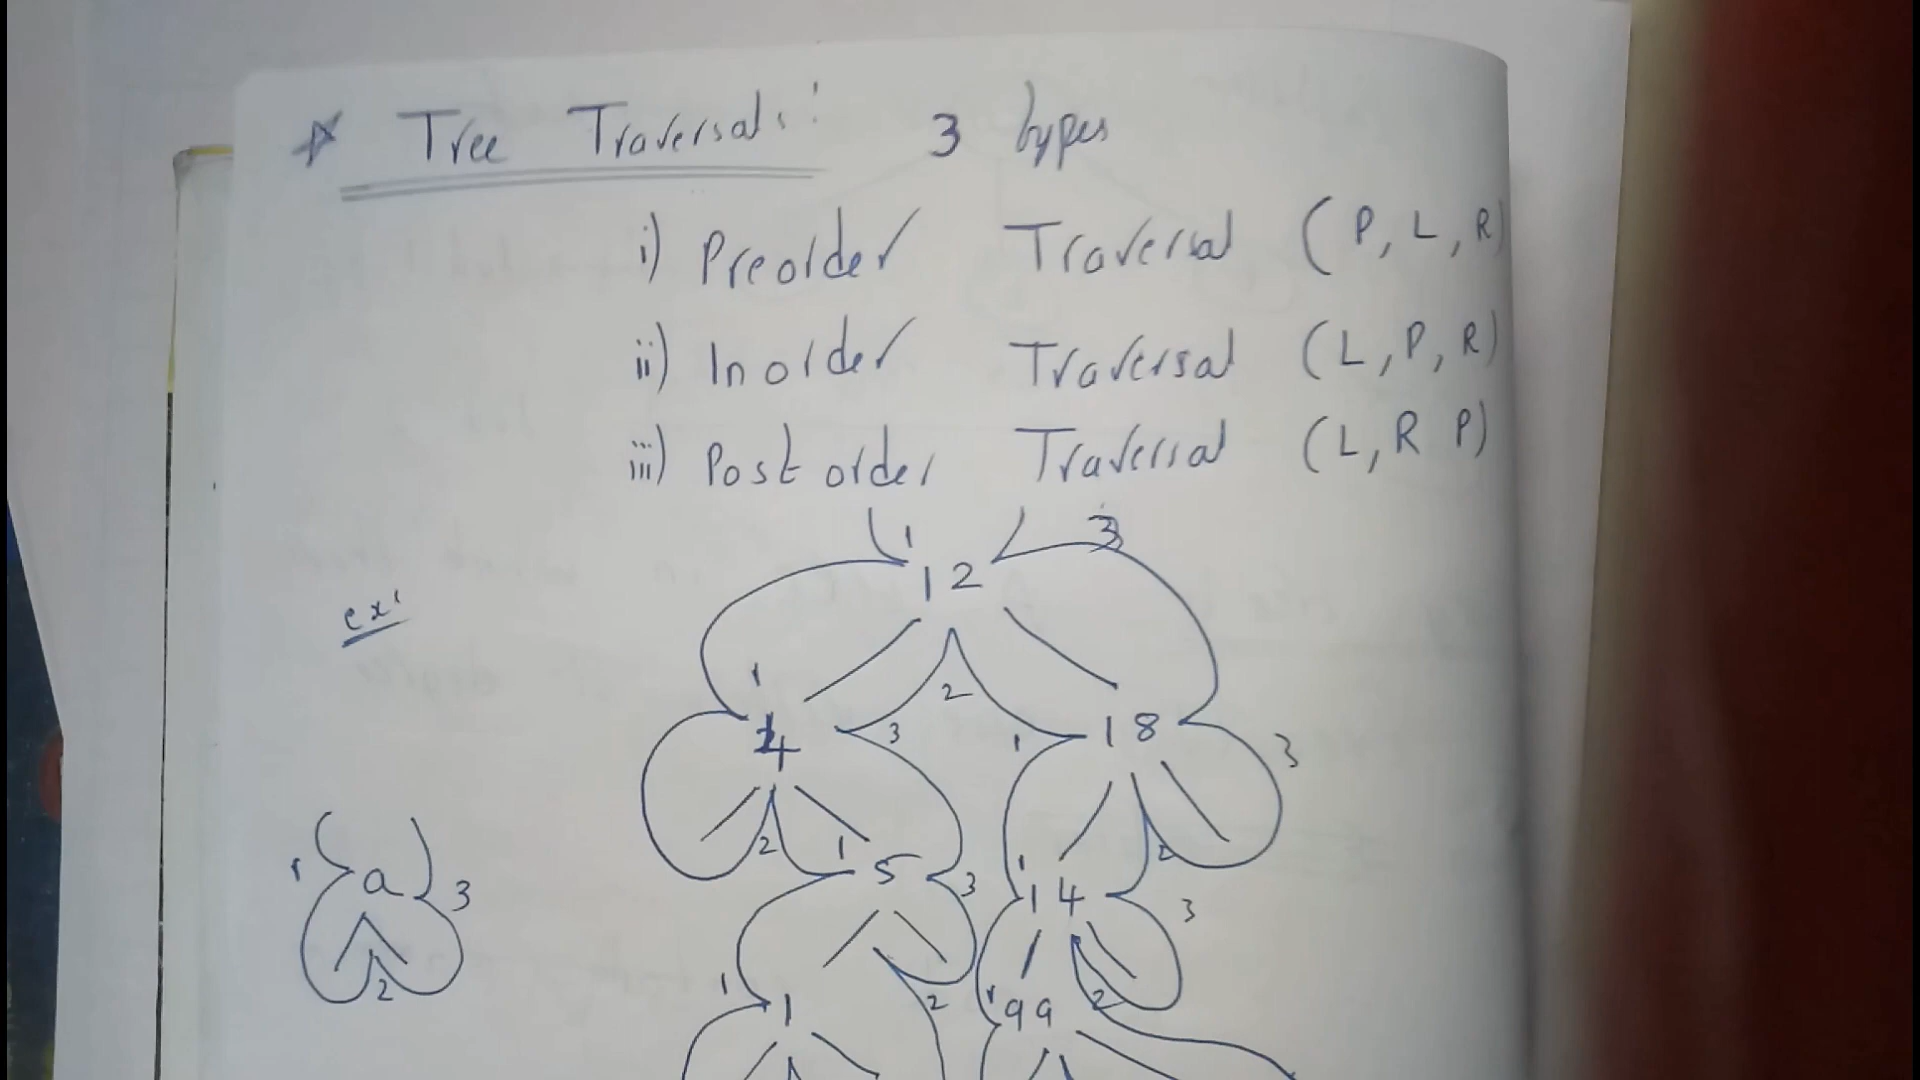 ☆ Tree Traversals: 3 types
i) Preorder Traversal (P, L, R)
ii) Inorder Traversal (L, P, R)
iii) Post order Traversal (L, R P)
1 3
12
ex:
1 2
4 3 1 18 3
2 1 5 3 2
1 14 3
1 a 3
2
1 1 2 1 99 2